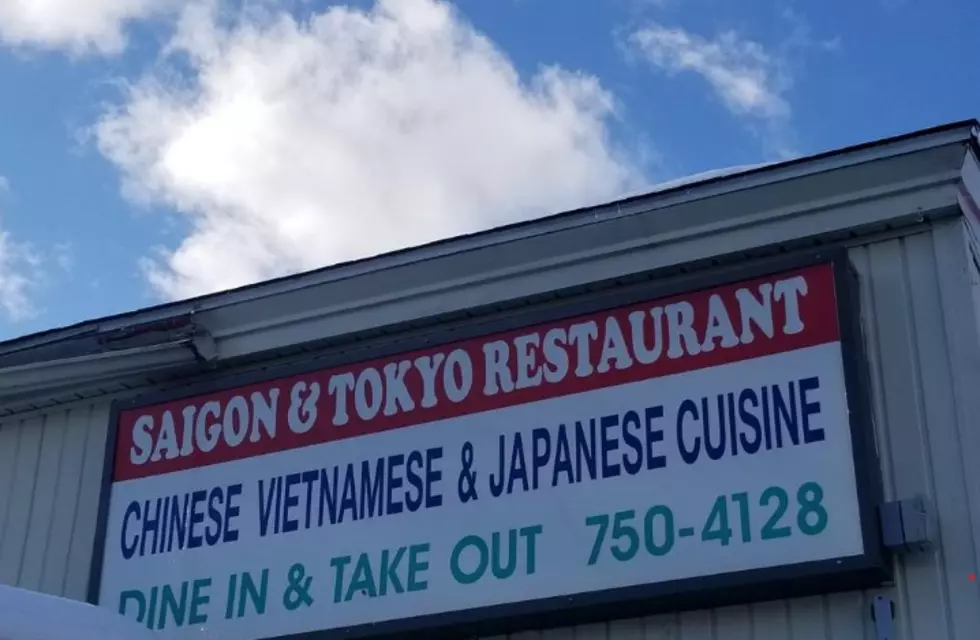 SAIGON & TOKYO RESTAURANT
CHINESE VIETNAMESE & JAPANESE CUISINE
DINE IN & TAKE OUT 750-4128